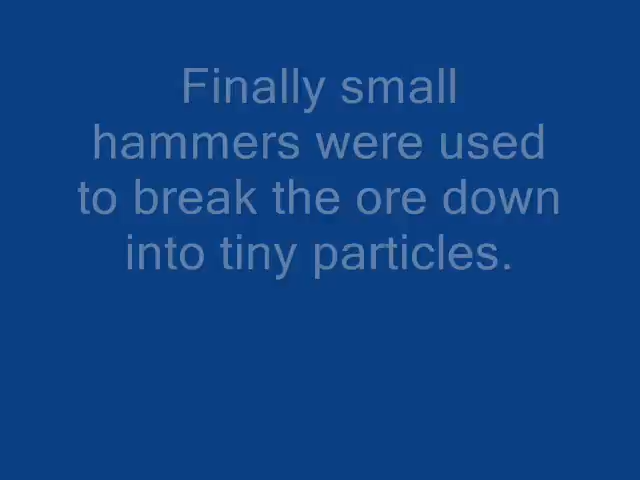 Finally small
hammers were used
to break the ore down
into tiny particles.